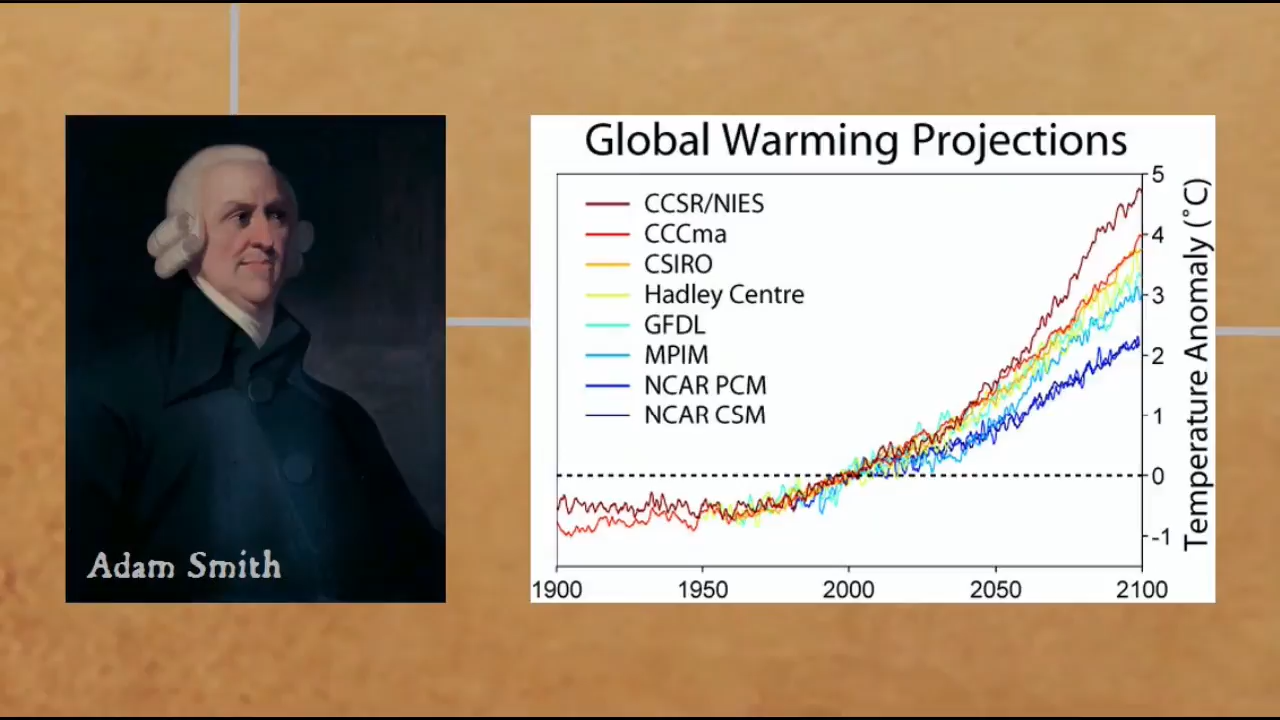 Adam Smith
Global Warming Projections
CCSR/NIES
CCCma
CSIRO
Hadley Centre
GFDL
MPIM
NCAR PCM
NCAR CSM
5
4
3
2
1
0
-1
Temperature Anomaly (°C)
1900 1950 2000 2050 2100